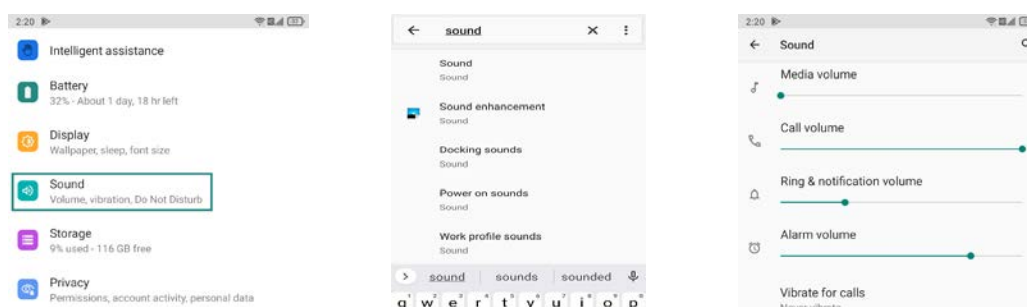 2:20
Intelligent assistance
Battery
32% - About 1 day, 18 hr left
Display
Wallpaper, sleep, font size
Sound
Volume, vibration, Do Not Disturb
Storage
9% used - 116 GB free
Privacy
Permissions, account activity, personal data
sound
Sound
Sound
Sound enhancement
Sound
Docking sounds
Sound
Power on sounds
Sound
Work profile sounds
Sound
sound sounds sounded
q w e r t y u i o p
2:20
Sound
Media volume
Call volume
Ring & notification volume
Alarm volume
Vibrate for calls